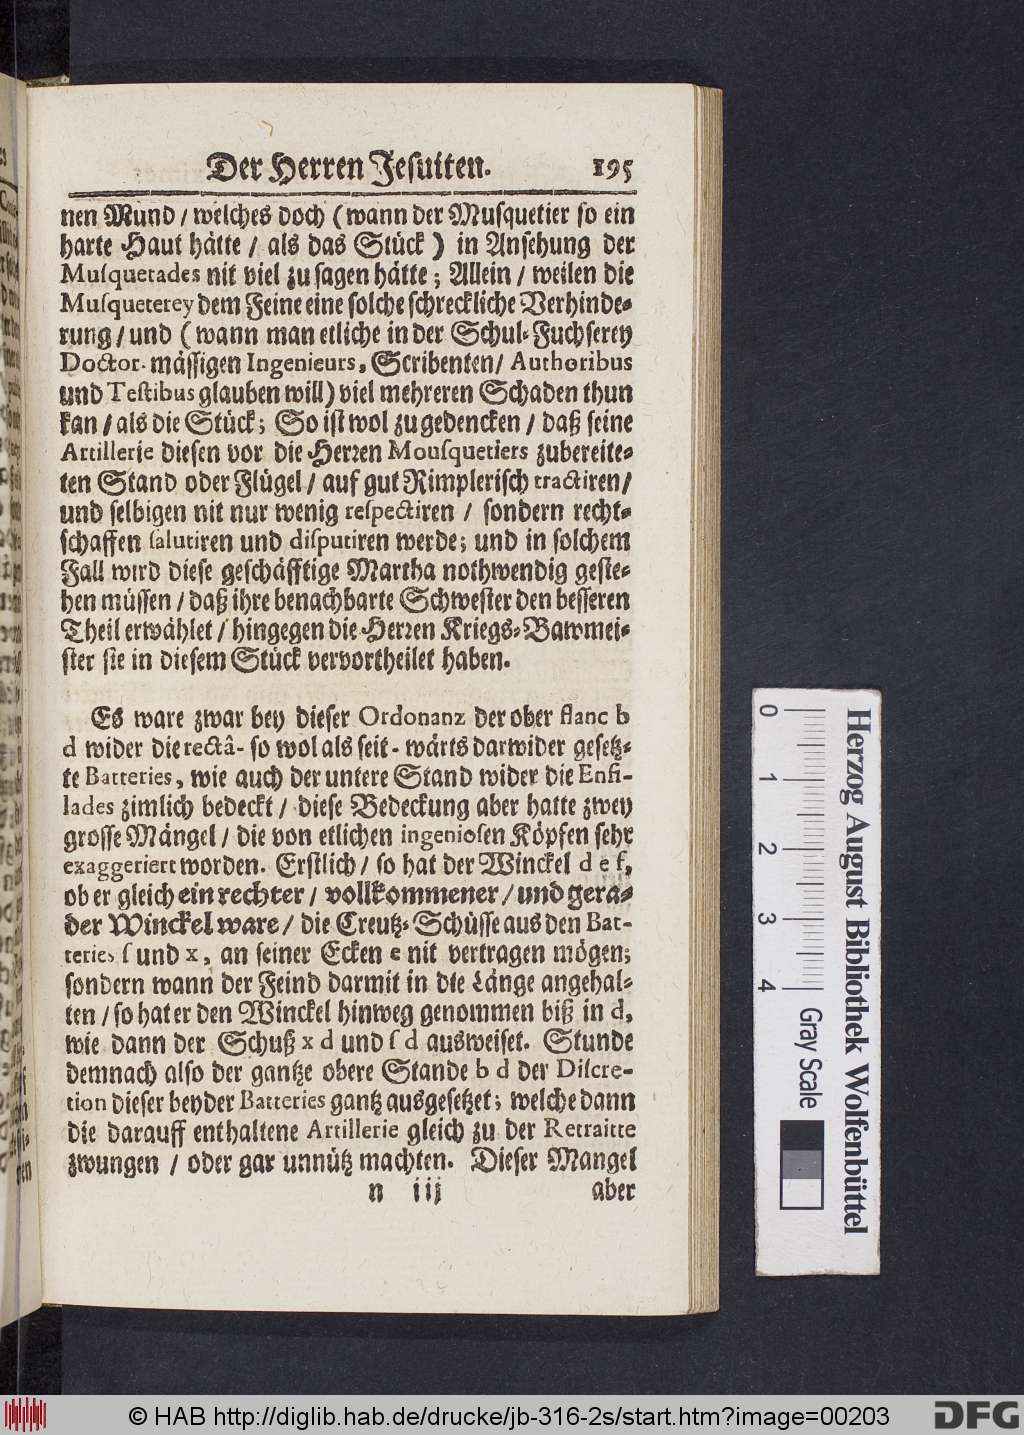 Der Herren Jesuiten. 195
nen Mund / welches doch (wann der Musquetier so ein
harte Haut hätte / als das Stück) in Ansehung der
Musquetades nit viel zu sagen hätte; Allein / weilen die
Musqueterey dem Feine eine solche schreckliche Verhinde-
rung / und (wann man etliche in der Schul-Fuchserey
Doctor-mässigen Ingenieurs, Scribenten / Authoribus
und Testibus glauben will) viel mehreren Schaden thun
kan / als die Stück; So ist wol zu gedencken / daß seine
Artillerie diesen vor die Herren Mousquetiers zubereite-
ten Stand oder Flügel / auf gut Rimplerisch tractiren /
und selbigen nit nur wenig respectiren / sondern recht-
schaffen salutiren und disputiren werde; und in solchem
Fall wird diese geschäfftige Martha nothwendig geste-
hen müssen / daß ihre benachbarte Schwester den besseren
Theil erwählet / hingegen die Herren Kriegs-Bawmei-
ster sie in diesem Stück vervortheilet haben.
Es ware zwar bey dieser Ordonanz der ober flanc b
d wider die rectâ- so wol als seit-wärts darwider gesetz-
te Batteries, wie auch der untere Stand wider die Enfi-
lades zimlich bedeckt / diese Bedeckung aber hatte zwey
grosse Mängel / die von etlichen ingeniosen Köpfen sehr
exaggeriert worden. Erstlich / so hat der Winckel d e f,
ob er gleich ein rechter / vollkommener / und gera-
der Winckel ware / die Creutz-Schüsse aus den Bat-
teries s und x, an seiner Ecken e nit vertragen mögen;
sondern wann der Feind darmit in die Länge angehal-
ten / so hat er den Winckel hinweg genommen biß in d,
wie dann der Schuß x d und s d ausweiset. Stunde
demnach also der gantze obere Stande b d der Discre-
tion dieser beyder Batteries gantz ausgesetzet; welche dann
die darauff enthaltene Artillerie gleich zu der Retraitte
zwungen / oder gar unnütz machten. Dieser Mangel
n iij aber
0 1 2 3 4
Gray Scale
Herzog August Bibliothek Wolfenbüttel
© HAB http://diglib.hab.de/drucke/jb-316-2s/start.htm?image=00203
DFG